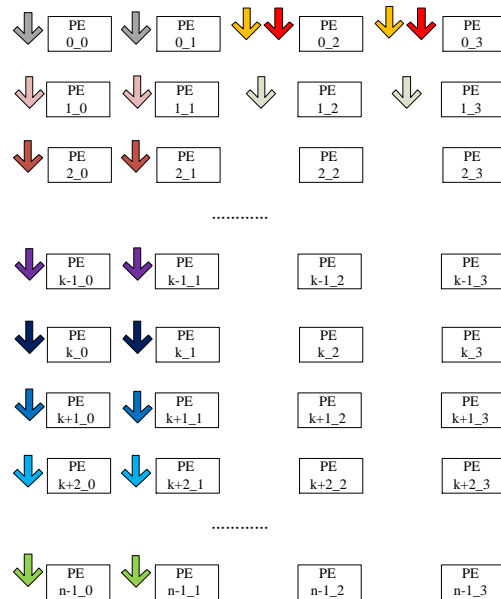 PE PE PE PE
0_0 0_1 0_2 0_3
PE PE PE PE
1_0 1_1 1_2 1_3
PE PE PE PE
2_0 2_1 2_2 2_3
............
PE PE PE PE
k-1_0 k-1_1 k-1_2 k-1_3
PE PE PE PE
k_0 k_1 k_2 k_3
PE PE PE PE
k+1_0 k+1_1 k+1_2 k+1_3
PE PE PE PE
k+2_0 k+2_1 k+2_2 k+2_3
............
PE PE PE PE
n-1_0 n-1_1 n-1_2 n-1_3